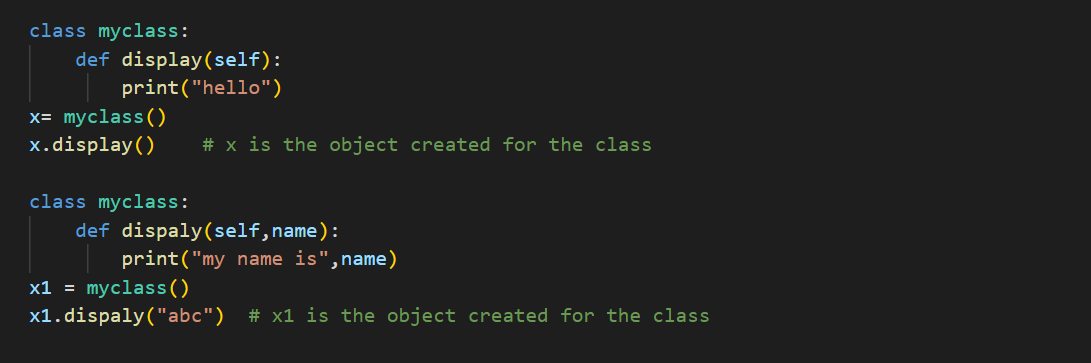 class myclass:
    def display(self):
        print("hello")
x= myclass()
x.display()    # x is the object created for the class

class myclass:
    def dispaly(self,name):
        print("my name is",name)
x1 = myclass()
x1.dispaly("abc")  # x1 is the object created for the class